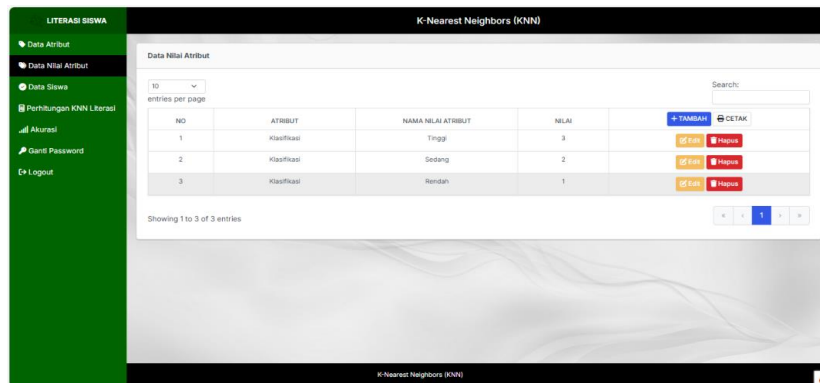 LITERASI SISWA
K-Nearest Neighbors (KNN)
Data Atribut
Data Nilai Atribut
Data Siswa
Perhitungan KNN Literasi
Akurasi
Ganti Password
Logout
Data Nilai Atribut
10
entries per page
Search:
NO ATRIBUT NAMA NILAI ATRIBUT NILAI + TAMBAH CETAK
1 Klasifikasi Tinggi 3 Edit Hapus
2 Klasifikasi Sedang 2 Edit Hapus
3 Klasifikasi Rendah 1 Edit Hapus
Showing 1 to 3 of 3 entries
« ‹ 1 › »
K-Nearest Neighbors (KNN)